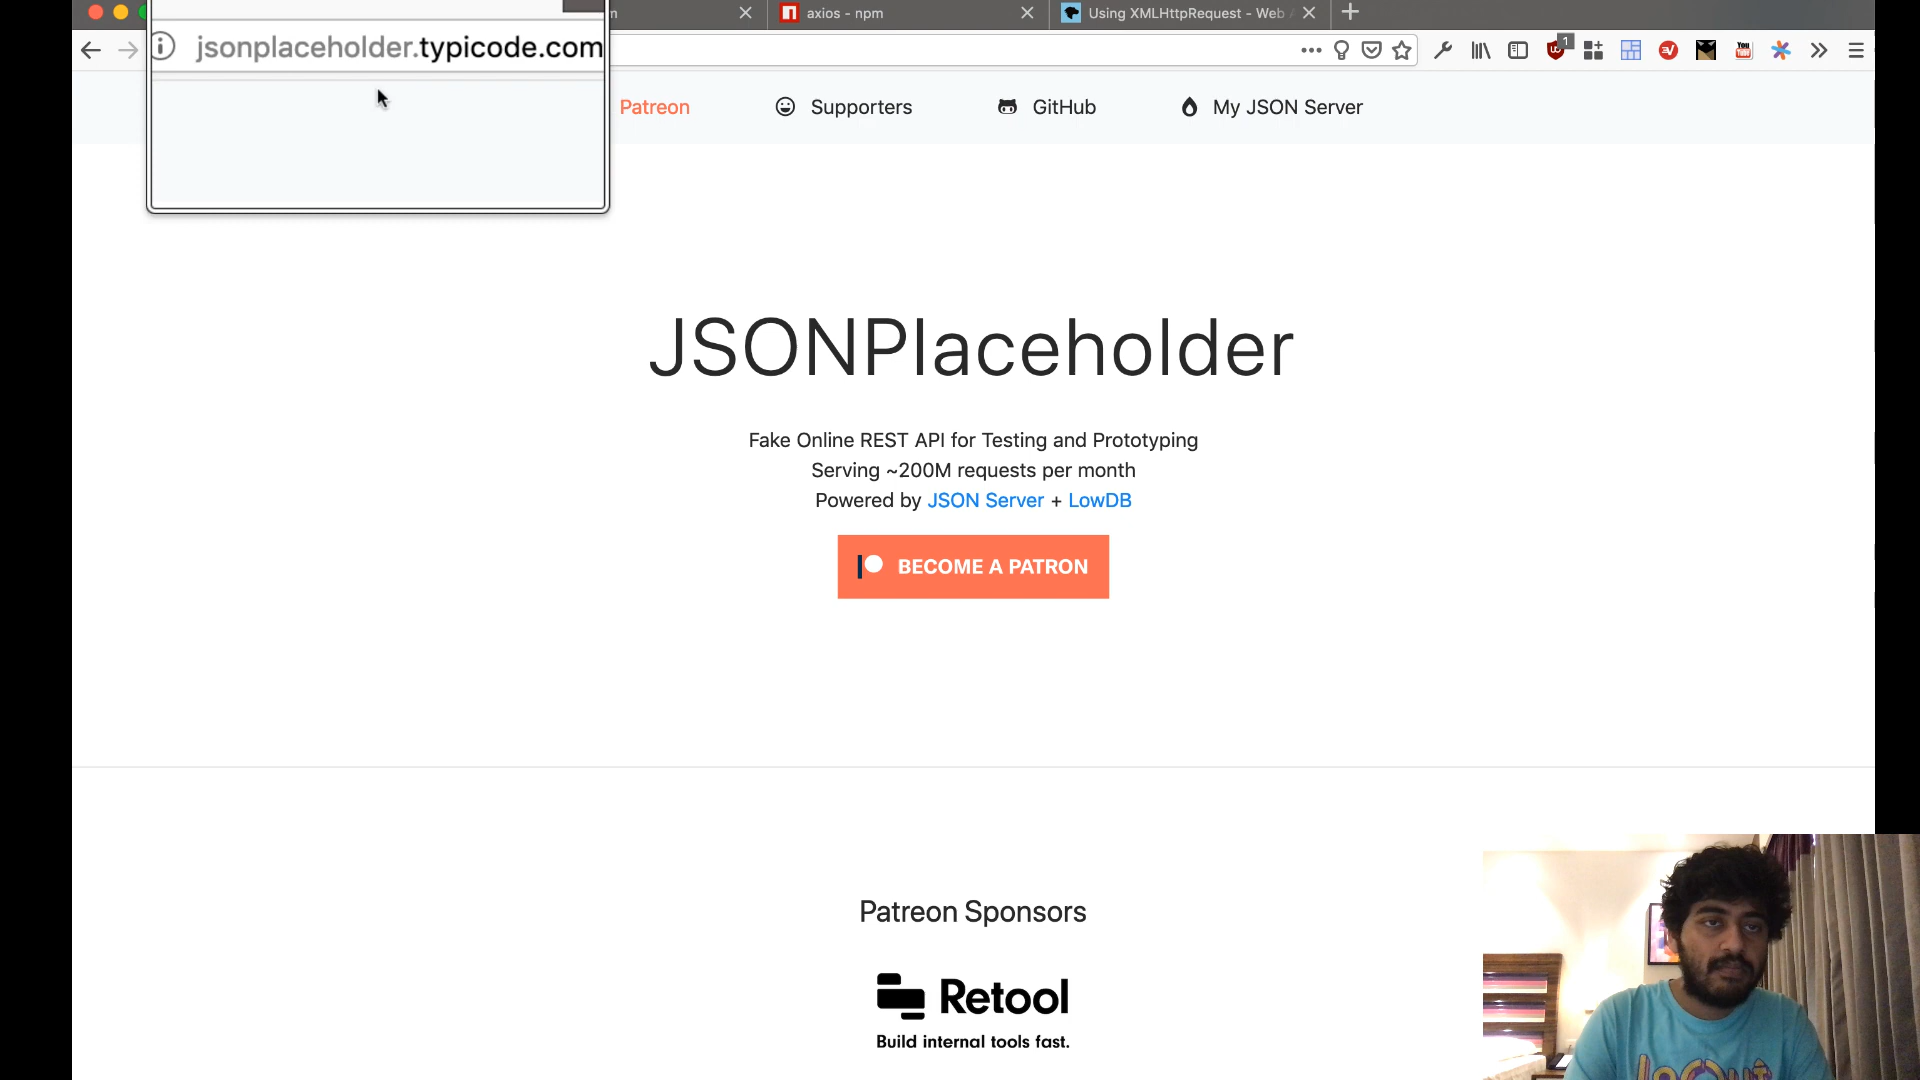 axios - npm
Using XMLHttpRequest - Web
jsonplaceholder.typicode.com
1
You
Patreon
Supporters
GitHub
My JSON Server
JSONPlaceholder
Fake Online REST API for Testing and Prototyping
Serving ~200M requests per month
Powered by JSON Server + LowDB
BECOME A PATRON
Patreon Sponsors
Retool
Build internal tools fast.